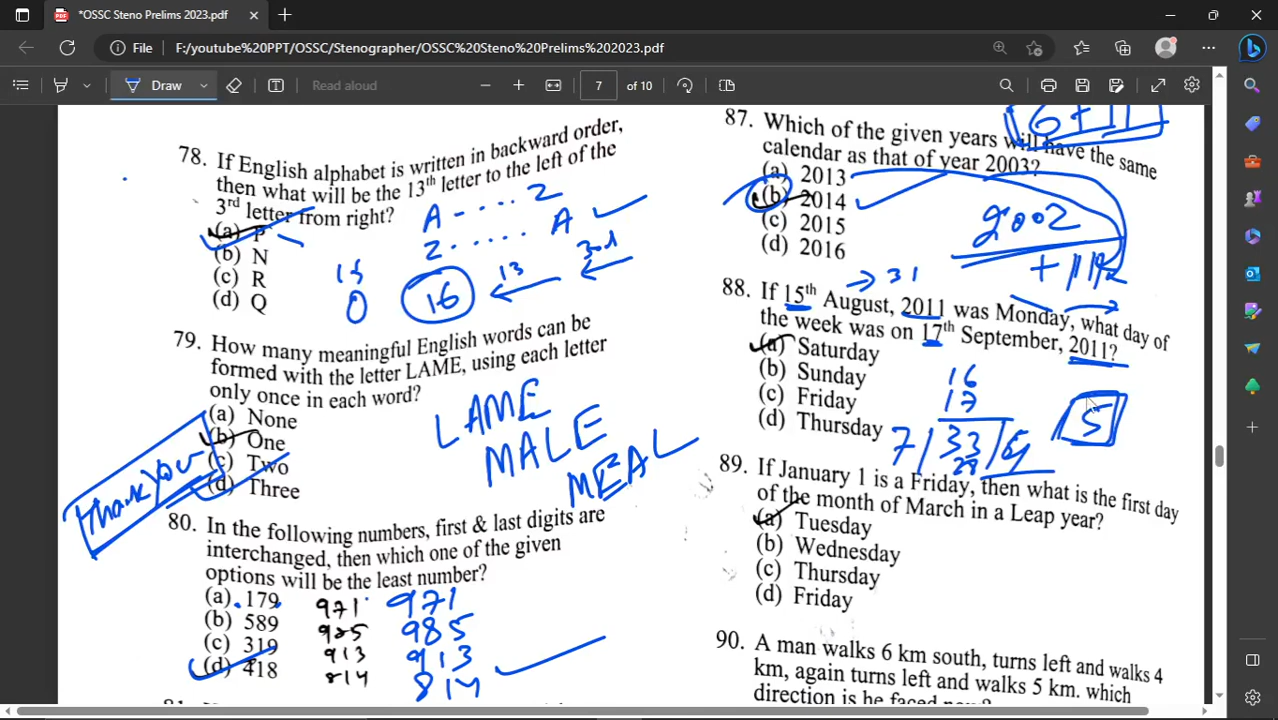 *OSSC Steno Prelims 2023.pdf
File F:/youtube%20PPT/OSSC/Stenographer/OSSC%20Steno%20Prelims%202023.pdf
Draw Read aloud 7 of 10
78. If English alphabet is written in backward order,
then what will be the 13th letter to the left of the
3rd letter from right?
(a) P
(b) N
(c) R
(d) Q
A - . . . . Z
Z . . . . . . A
3rd
13
16
79. How many meaningful English words can be
formed with the letter LAME, using each letter
only once in each word?
(a) None
(b) One
(c) Two
(d) Three
LAME
MALE
MEAL
Thank you
80. In the following numbers, first & last digits are
interchanged, then which one of the given
options will be the least number?
(a) 179 971 971
(b) 589 985 985
(c) 319 913 913
(d) 418 814 814
6 + 11
87. Which of the given years will have the same
calendar as that of year 2003?
(a) 2013
(b) 2014
(c) 2015
(d) 2016
2002
→ 31
88. If 15th August, 2011 was Monday, what day of
the week was on 17th September, 2011?
(a) Saturday
(b) Sunday
(c) Friday
(d) Thursday
16
17
7 33
28
5
89. If January 1 is a Friday, then what is the first day
of the month of March in a Leap year?
(a) Tuesday
(b) Wednesday
(c) Thursday
(d) Friday
90. A man walks 6 km south, turns left and walks 4
km, again turns left and walks 5 km. which
direction is he faced now?